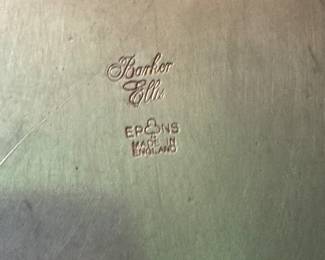 Barker
Ellis
EP NS
MADE IN
ENGLAND